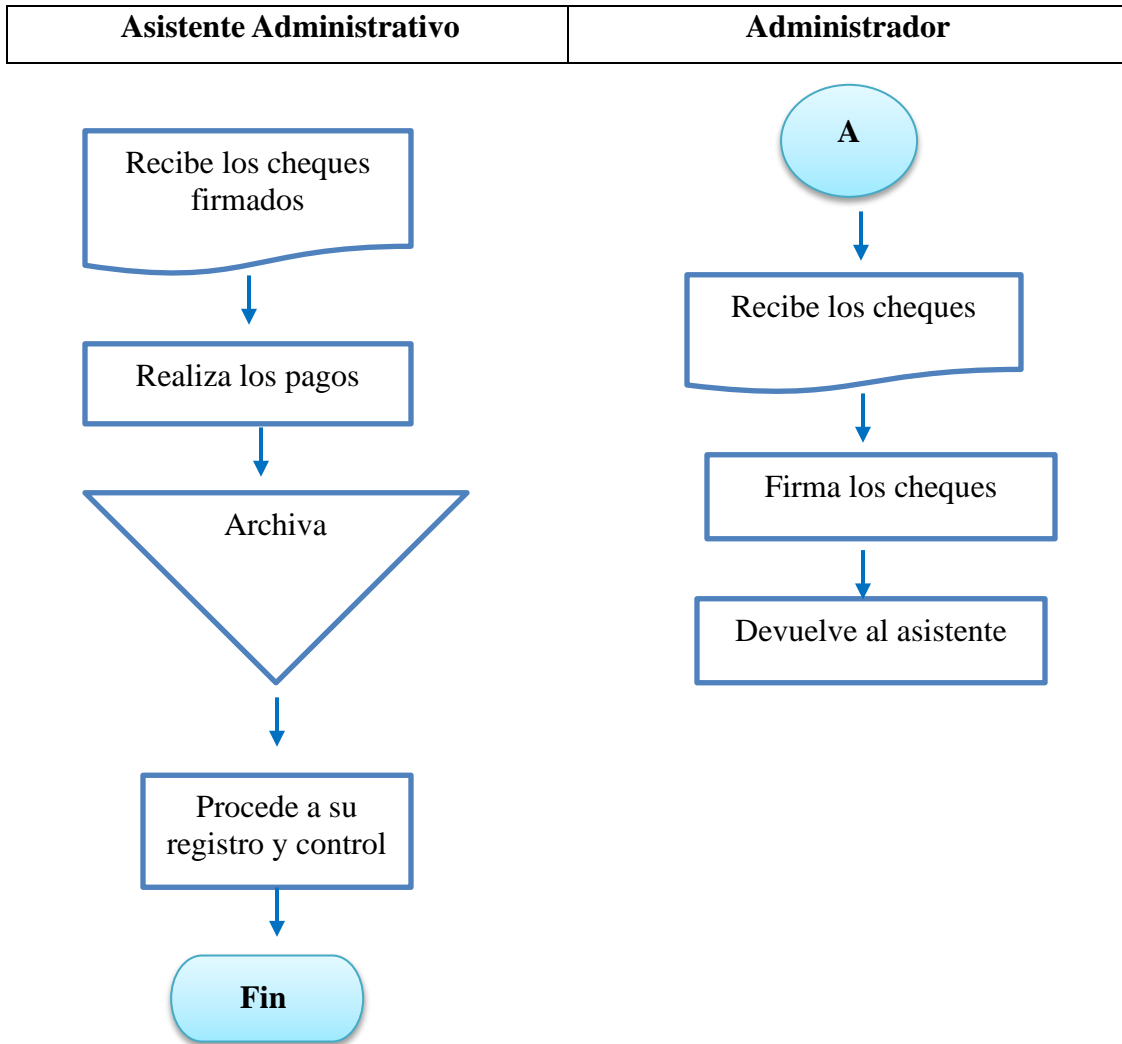 Asistente Administrativo
Administrador
Recibe los cheques
firmados
Realiza los pagos
Archiva
Procede a su
registro y control
Fin
A
Recibe los cheques
Firma los cheques
Devuelve al asistente